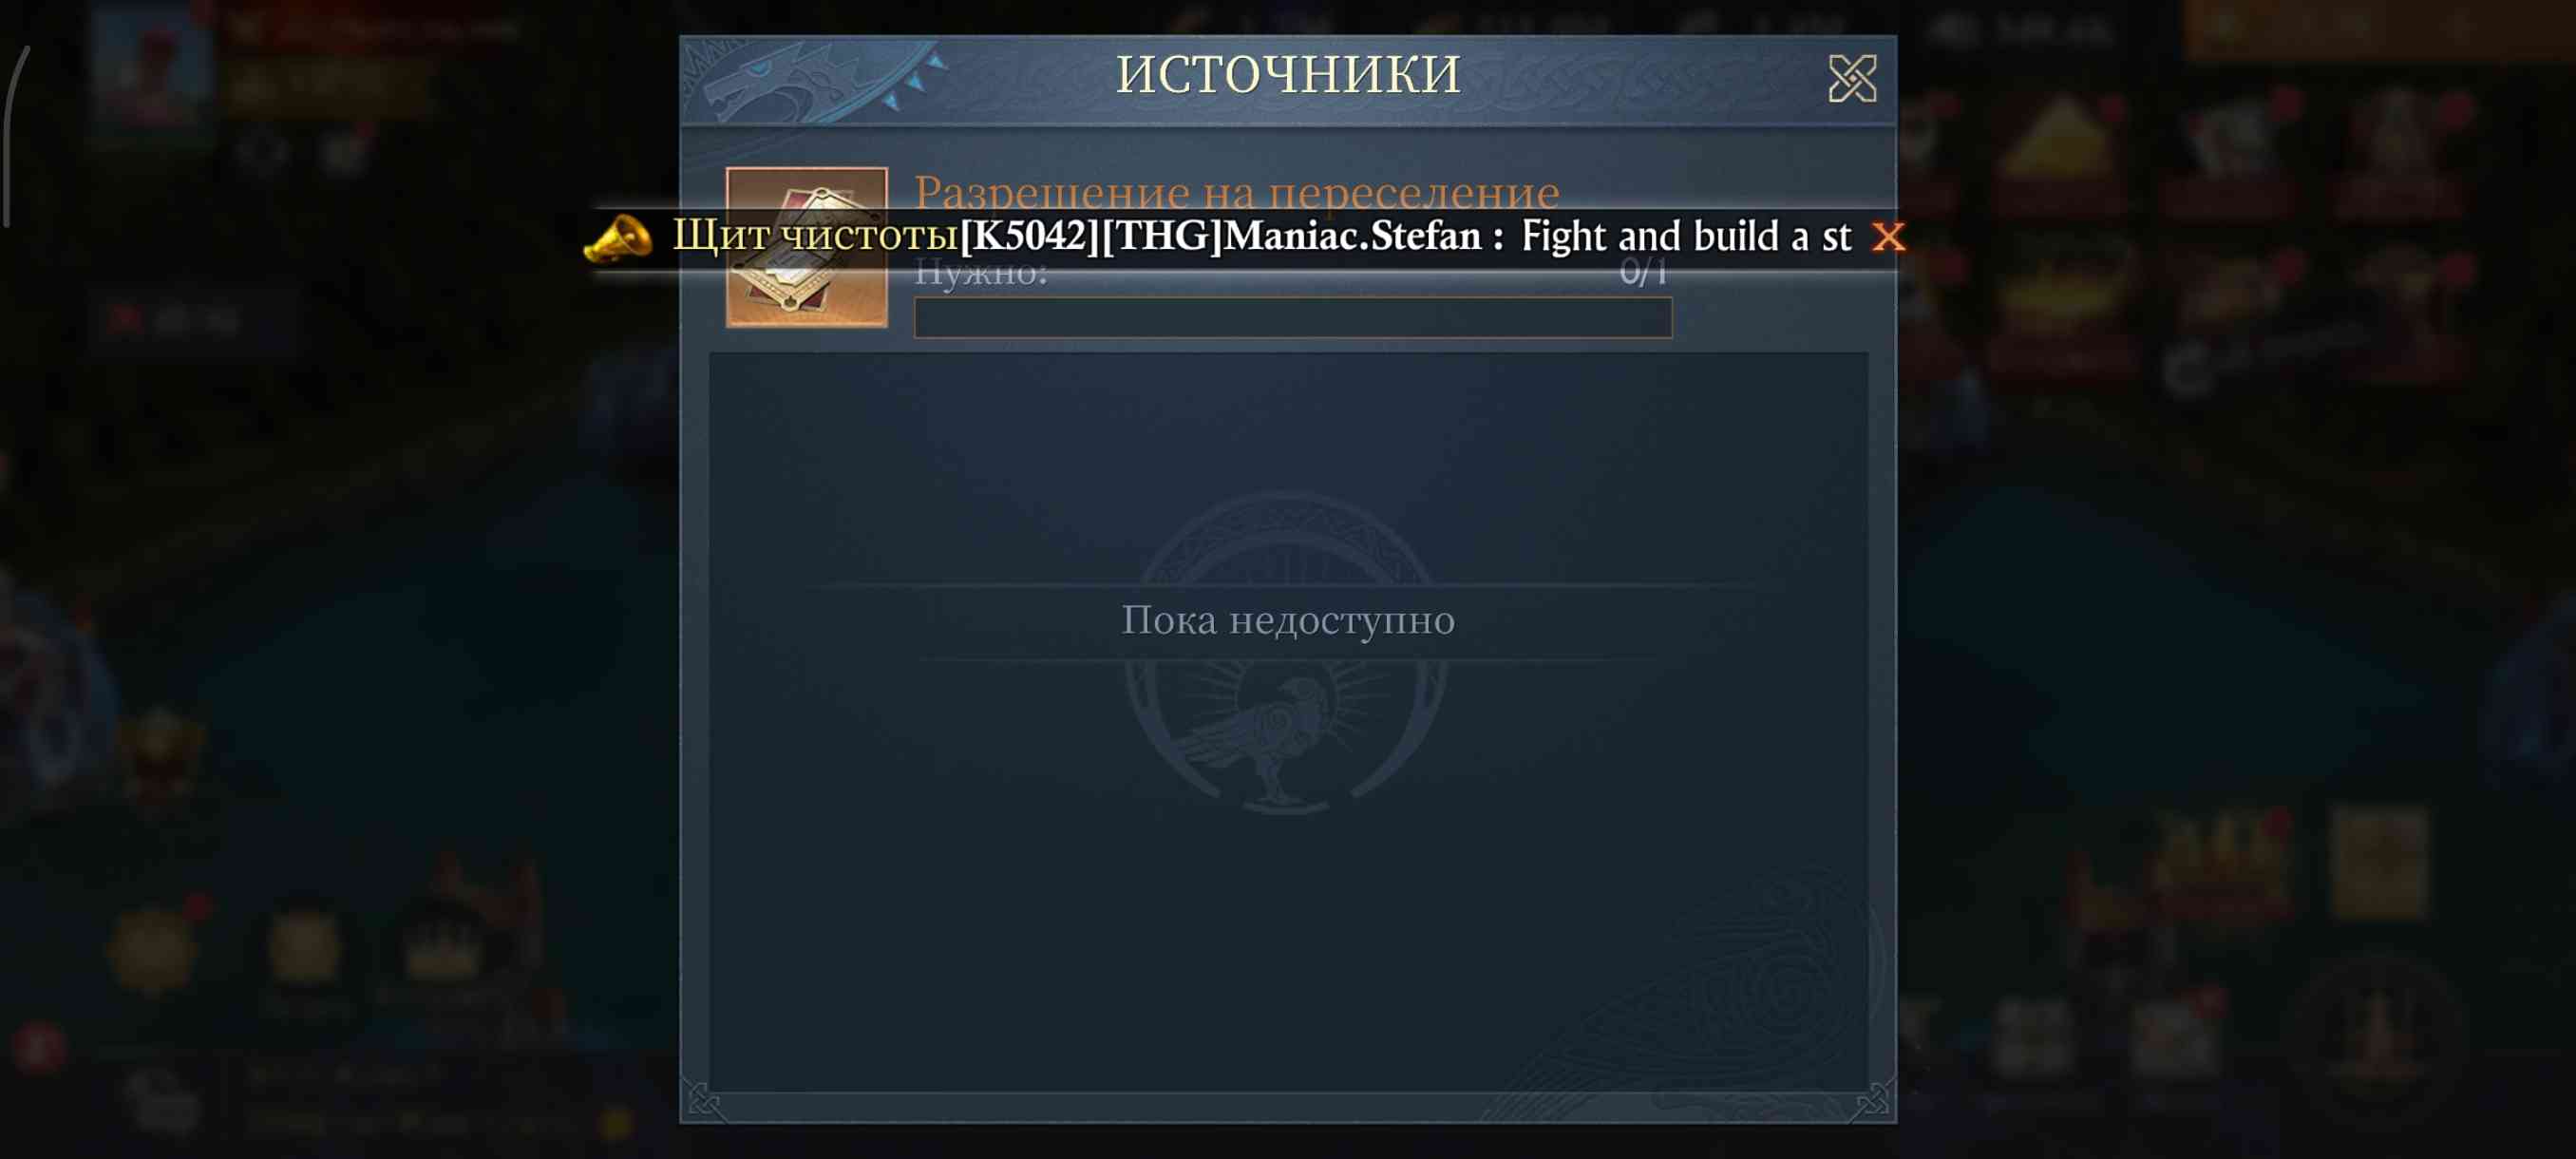 ИСТОЧНИКИ
Разрешение на переселение
Щит чистоты[K5042][THG]Maniac.Stefan : Fight and build a st
Нужно: 0/1
Пока недоступно